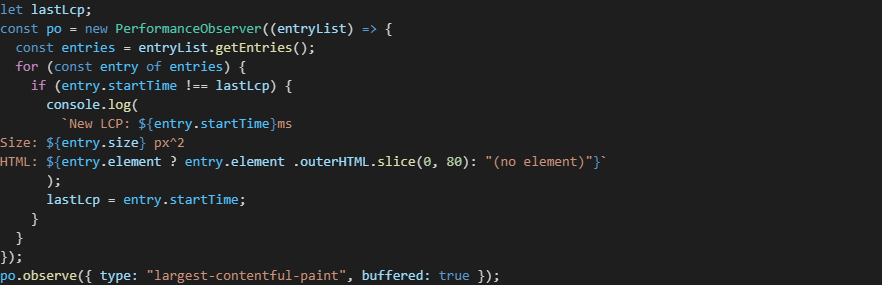 let lastLcp;
const po = new PerformanceObserver((entryList) => {
  const entries = entryList.getEntries();
  for (const entry of entries) {
    if (entry.startTime !== lastLcp) {
      console.log(
        `New LCP: ${entry.startTime}ms
Size: ${entry.size} px^2
HTML: ${entry.element ? entry.element .outerHTML.slice(0, 80): "(no element)"}`
      );
      lastLcp = entry.startTime;
    }
  }
});
po.observe({ type: "largest-contentful-paint", buffered: true });